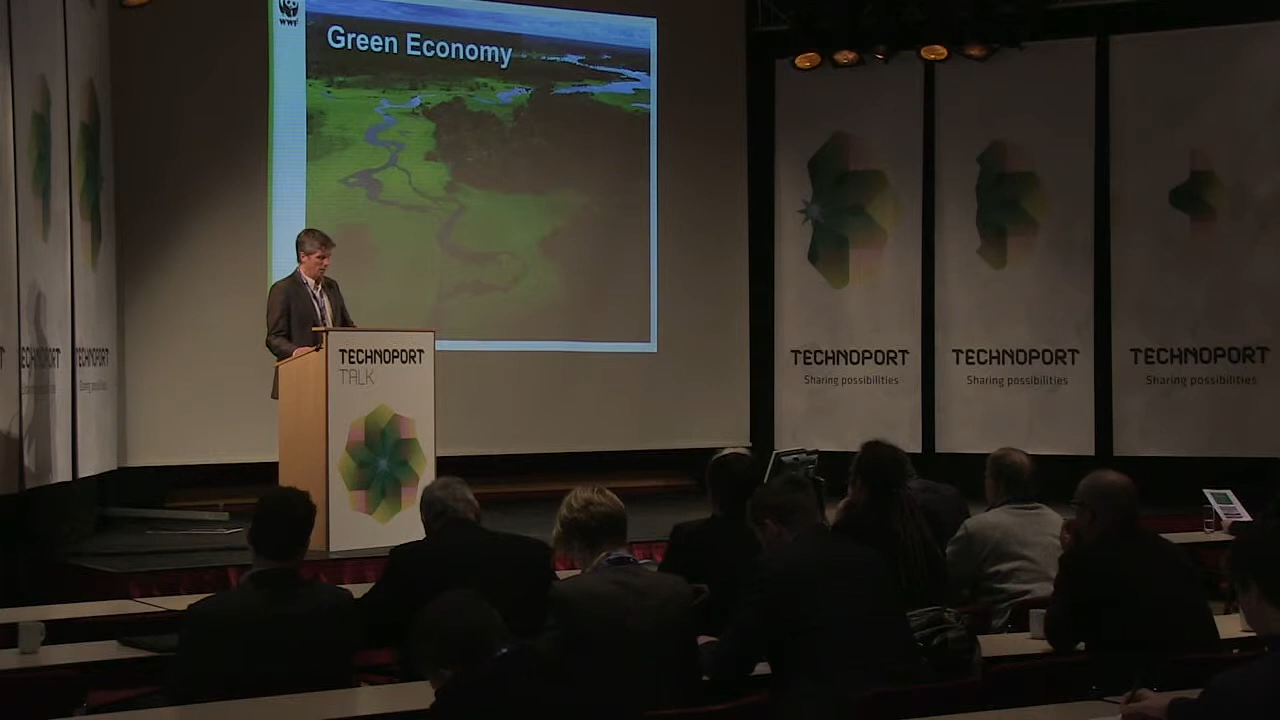 WWF
Green Economy
TECHNOPORT
TALK
TECHNOPORT
Sharing possibilities
TECHNOPORT
Sharing possibilities
TECHNOPORT
Sharing possibilities
TECHNOPORT
TECHNOPORT